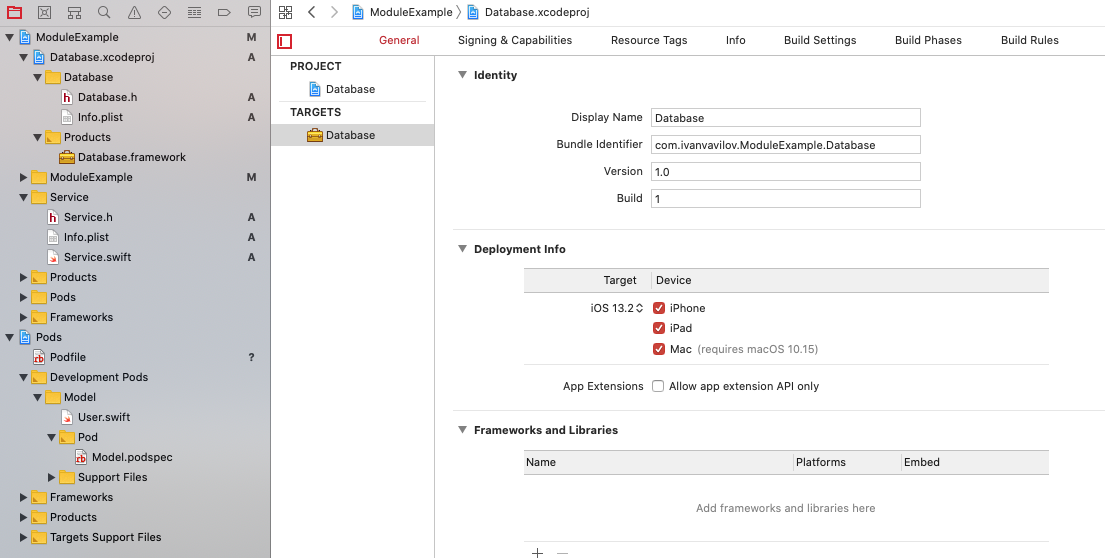 ModuleExample M
Database.xcodeproj A
Database
Database.h A
Info.plist A
Products
Database.framework
ModuleExample M
Service
Service.h A
Info.plist A
Service.swift A
Products
Pods
Frameworks
Pods
Podfile ?
Development Pods
Model
User.swift
Pod
Model.podspec
Support Files
Frameworks
Products
Targets Support Files
ModuleExample Database.xcodeproj
General Signing & Capabilities Resource Tags Info Build Settings Build Phases Build Rules
PROJECT
Database
TARGETS
Database
Identity
Display Name Database
Bundle Identifier com.ivanvavilov.ModuleExample.Database
Version 1.0
Build 1
Deployment Info
Target Device
iOS 13.2 iPhone
iPad
Mac (requires macOS 10.15)
App Extensions Allow app extension API only
Frameworks and Libraries
Name Platforms Embed
Add frameworks and libraries here